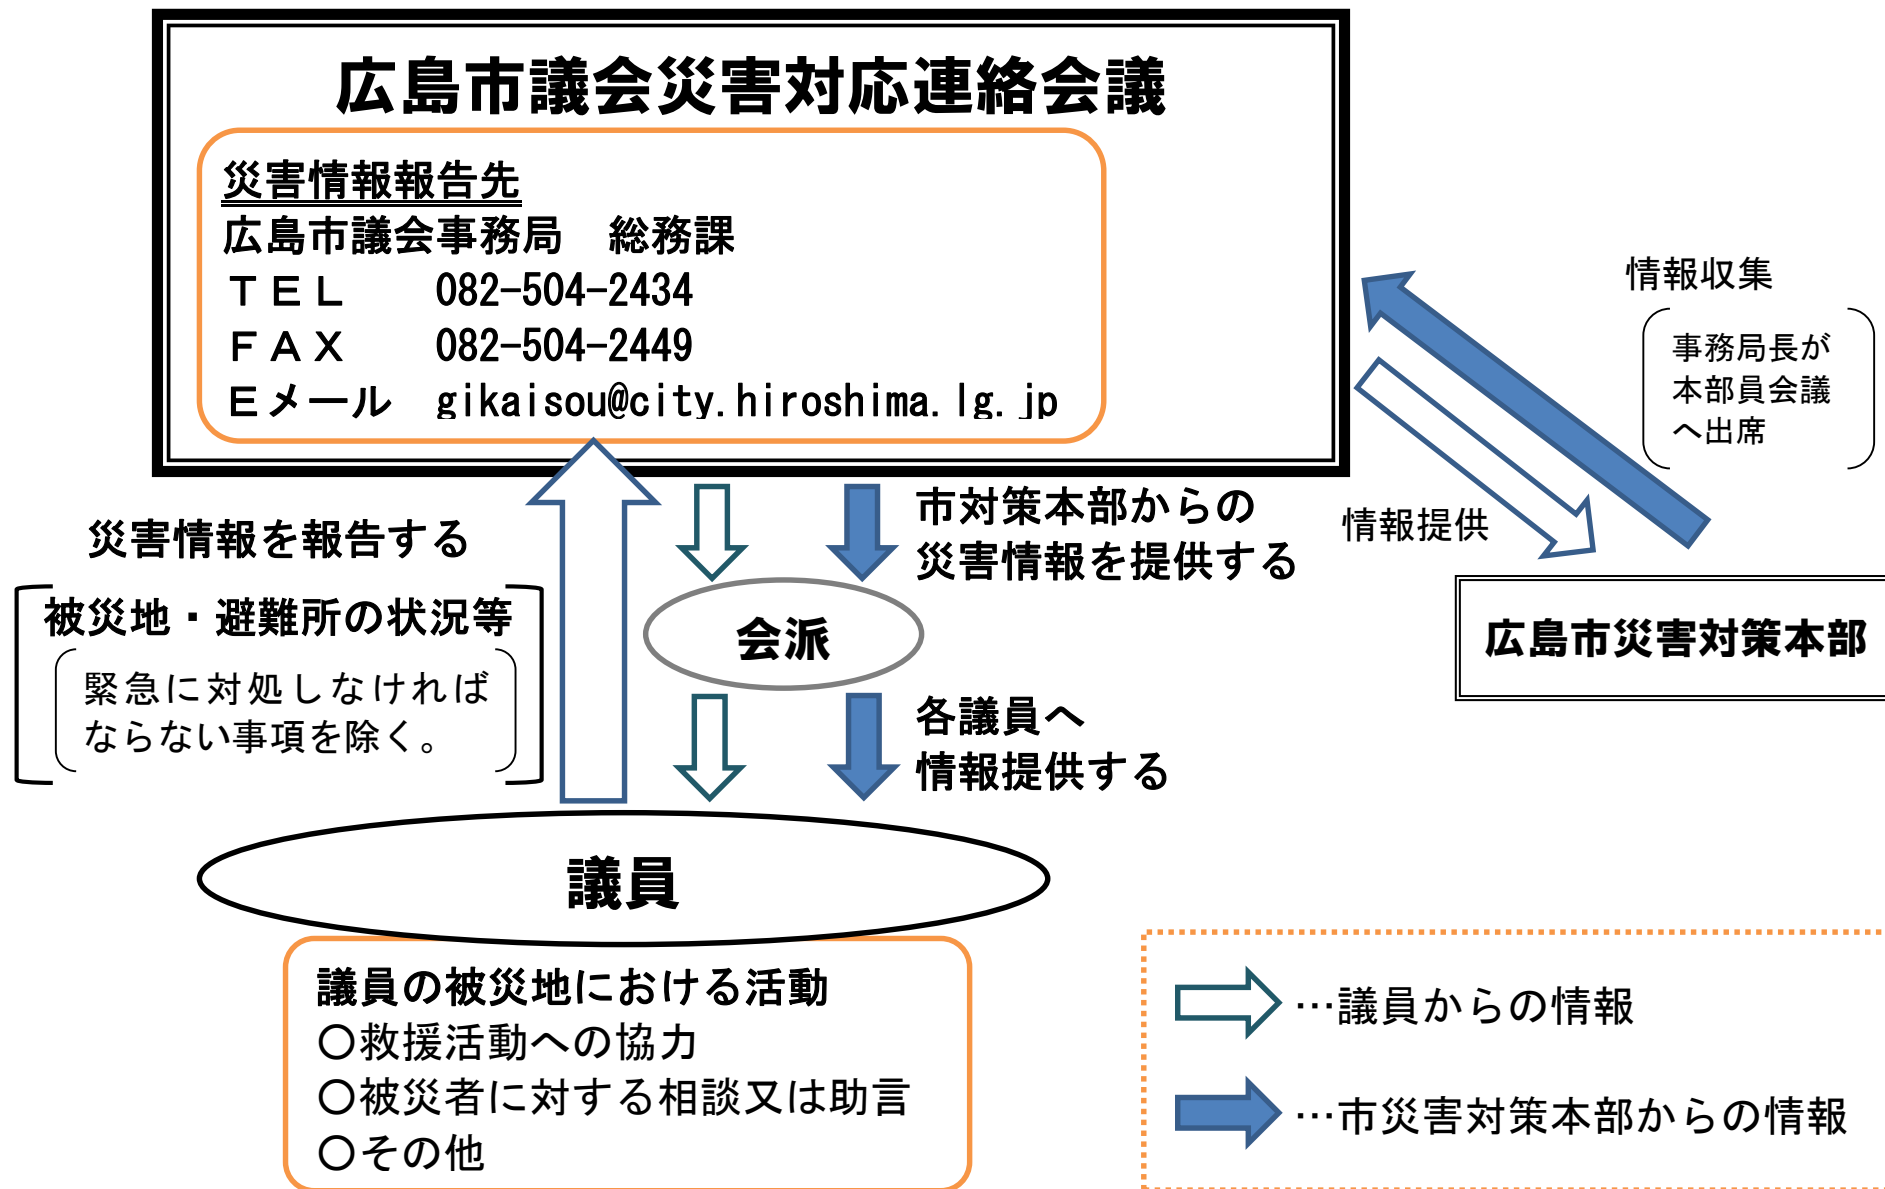 広島市議会災害対応連絡会議
災害情報報告先
広島市議会事務局　総務課
ＴＥＬ　　082-504-2434
ＦＡＸ　　082-504-2449
Ｅメール　gikaisou@city.hiroshima.lg.jp
情報収集
事務局長が
本部員会議
へ出席
情報提供
広島市災害対策本部
災害情報を報告する
被災地・避難所の状況等
緊急に対処しなければ
ならない事項を除く。
市対策本部からの
災害情報を提供する
会派
各議員へ
情報提供する
議員
議員の被災地における活動
○救援活動への協力
○被災者に対する相談又は助言
○その他
…議員からの情報
…市災害対策本部からの情報